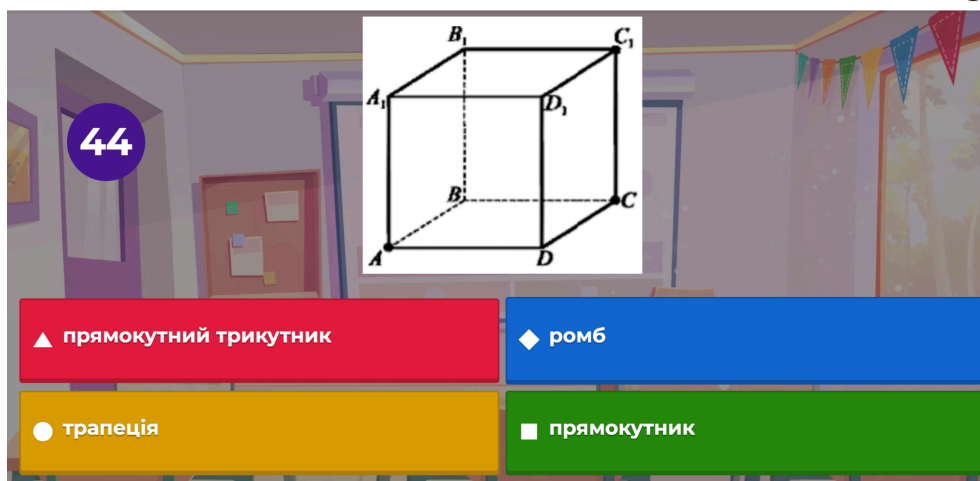 B₁ C₁
A₁ D₁
44
B C
A D
прямокутний трикутник
ромб
трапеція
прямокутник